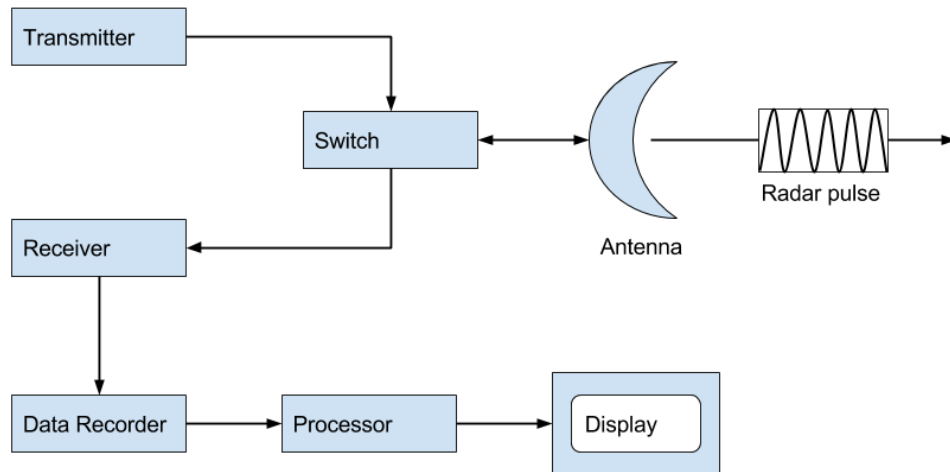 Transmitter
Switch
Radar pulse
Receiver
Antenna
Data Recorder
Processor
Display